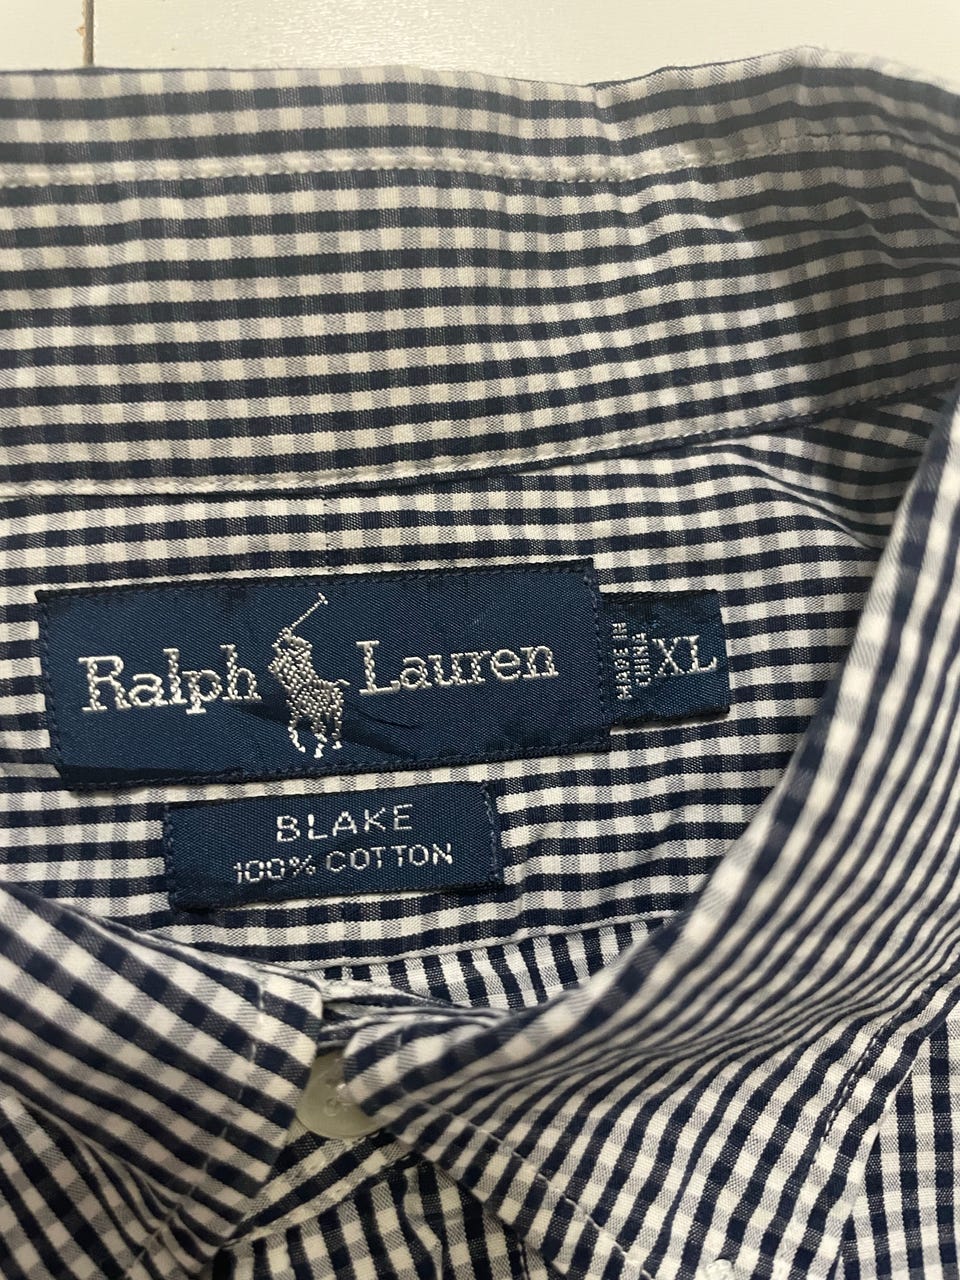 Ralph Lauren
MADE IN
CHINA
XL
BLAKE
100% COTTON